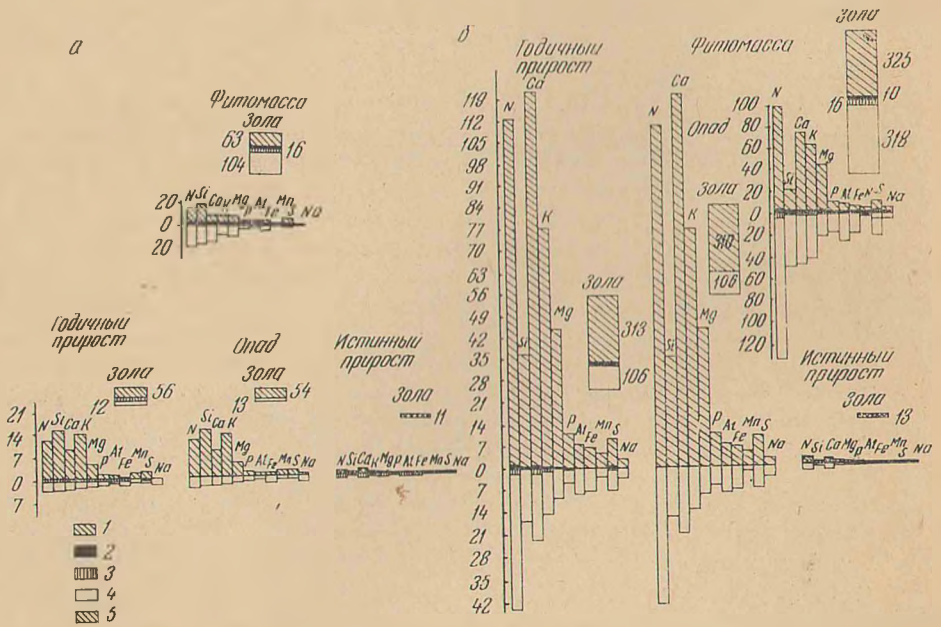 а
Фитомасса
Зола
63
16
104
N Si Ca K Mg P Al Fe Mn S Na
20
0
20
Годичный
прирост
Зола
56
12
21
14
7
0
7
N Si Ca K Mg P Al Fe Mn S Na
Опад
Зола
13
54
N Si Ca K Mg P Al Fe Mn S Na
Истинный
прирост
Зола
11
N Si Ca K Mg P Al Fe Mn S Na
1
2
3
4
5
б
Годичный
прирост
119
112
105
98
91
84
77
70
63
56
49
42
35
28
21
14
7
0
7
14
21
28
35
42
N Si Ca K Mg P Al Fe Mn S Na
Зола
313
106
Опад
Зола
310
106
N Si Ca K Mg P Al Fe Mn S Na
Фитомасса
Зола
325
10
16
318
100
80
60
40
20
0
20
40
60
80
100
120
N Si Ca K Mg P Al Fe N S Na
Истинный
прирост
Зола
13
N Si Ca Mg P Al Fe Mn S Na